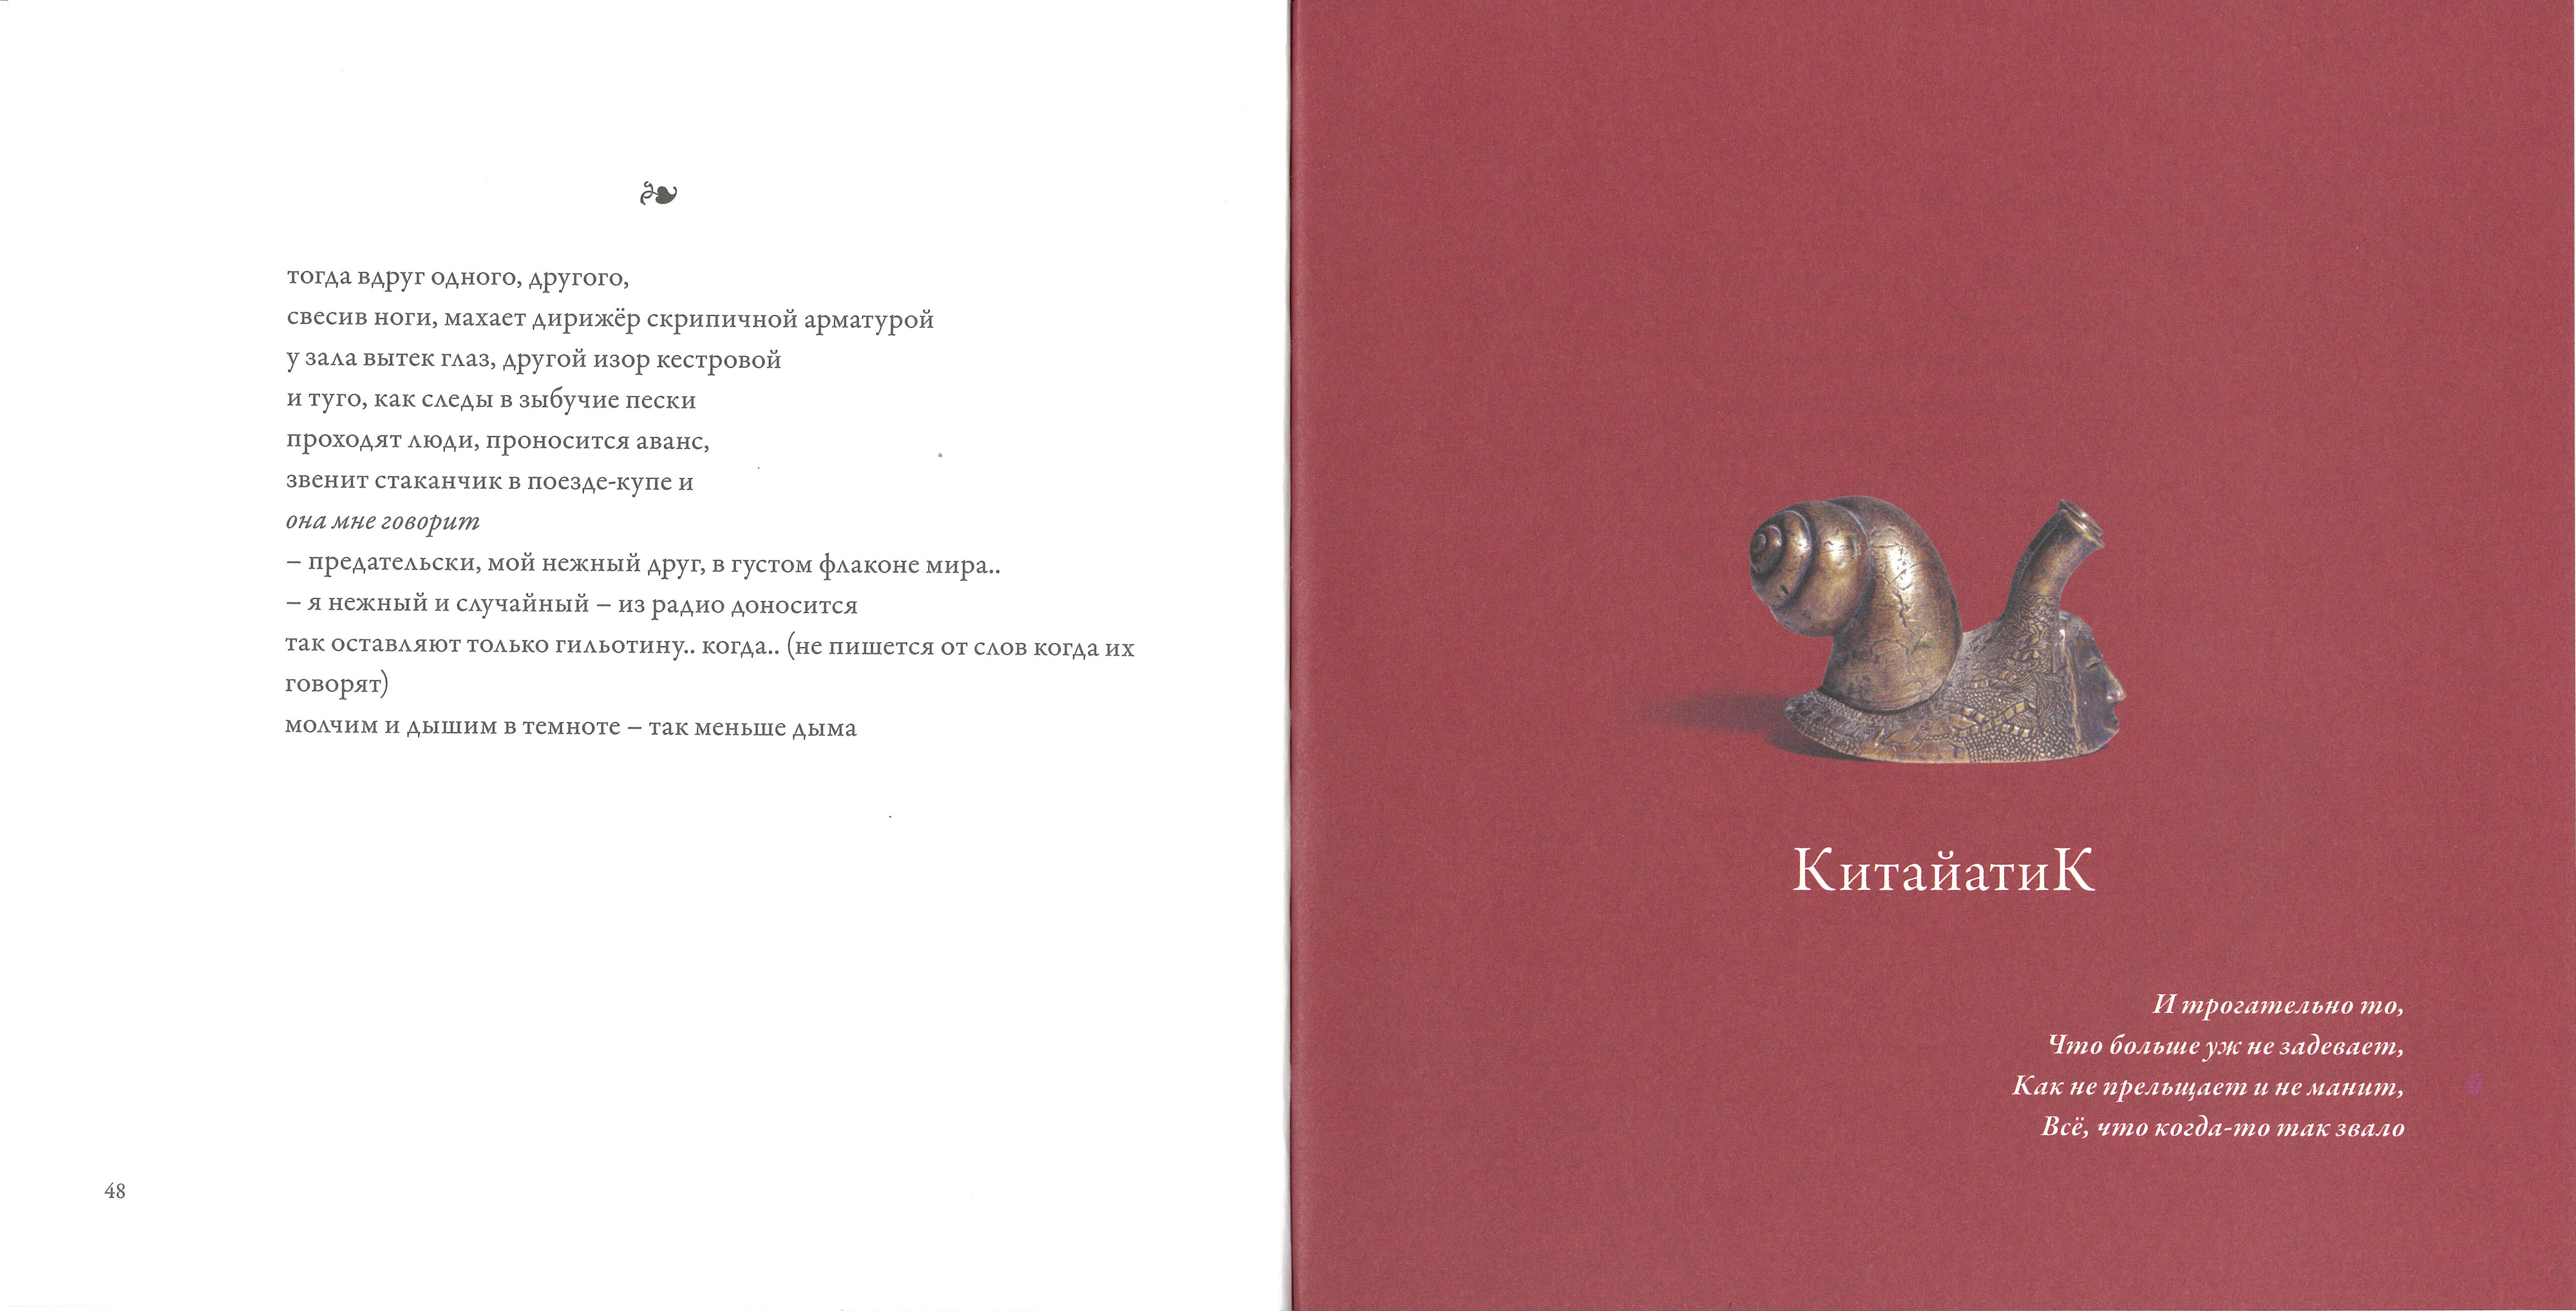 ❧
тогда вдруг одного, другого,
свесив ноги, махает дирижёр скрипичной арматурой
у зала вытек глаз, другой изор кестровой
и туго, как следы в зыбучие пески
проходят люди, проносится аванс,
звенит стаканчик в поезде-купе и
она мне говорит
– предательски, мой нежный друг, в густом флаконе мира..
– я нежный и случайный – из радио доносится
так оставляют только гильотину.. когда.. (не пишется от слов когда их
говорят)
молчим и дышим в темноте – так меньше дыма
48
КитайатиК
И трогательно то,
Что больше уж не задевает,
Как не прельщает и не манит,
Всё, что когда-то так звало